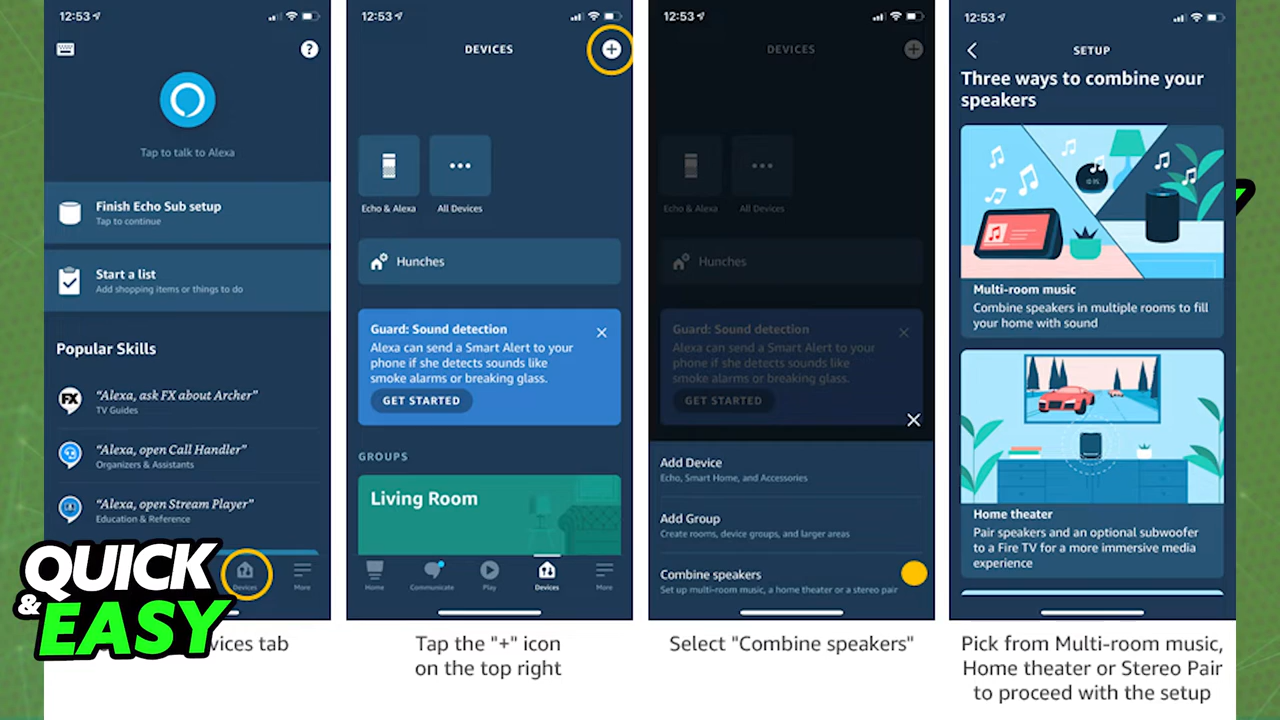 12:53
?
Tap to talk to Alexa
Finish Echo Sub setup
Tap to continue
Start a list
Add shopping items or things to do
Popular Skills
FX
“Alexa, ask FX about Archer”
TV Guides
“Alexa, open Call Handler”
Organizers & Assistants
“Alexa, open Stream Player”
Education & Reference
Devices
More
QUICK
& EASY
vices tab
12:53
DEVICES
+
Echo & Alexa
All Devices
Hunches
Guard: Sound detection
Alexa can send a Smart Alert to your
phone if she detects sounds like
smoke alarms or breaking glass.
GET STARTED
GROUPS
Living Room
Home
Communicate
Play
Devices
More
Tap the "+" icon
on the top right
12:53
DEVICES
+
Echo & Alexa
All Devices
Hunches
Guard: Sound detection
Alexa can send a Smart Alert to your
phone if she detects sounds like
smoke alarms or breaking glass.
GET STARTED
Add Device
Echo, Smart Home, and Accessories
Add Group
Create rooms, device groups, and larger areas
Combine speakers
Set up multi-room music, a home theater or a stereo pair
Select "Combine speakers"
12:53
SETUP
Three ways to combine your
speakers
Multi-room music
Combine speakers in multiple rooms to fill
your home with sound
Home theater
Pair speakers and an optional subwoofer
to a Fire TV for a more immersive media
experience
Pick from Multi-room music,
Home theater or Stereo Pair
to proceed with the setup